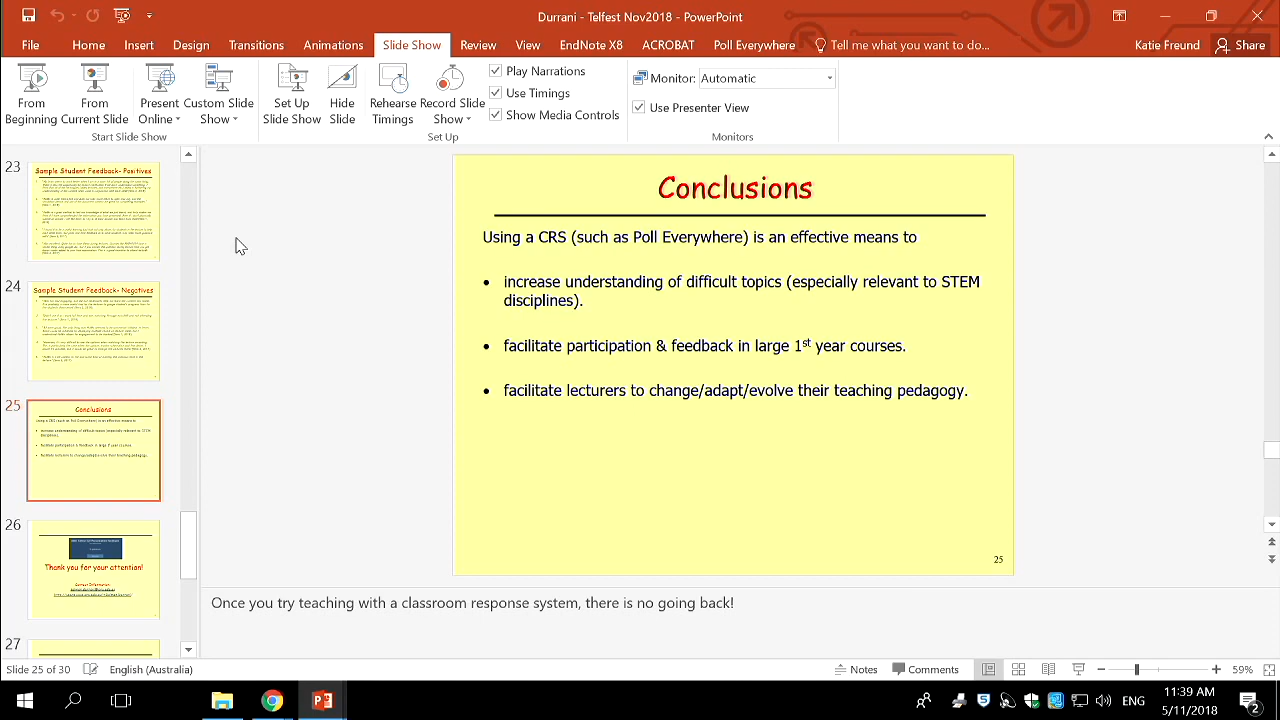 Durrani - Telfest Nov2018 - PowerPoint
File Home Insert Design Transitions Animations Slide Show Review View EndNote X8 ACROBAT Poll Everywhere Tell me what you want to do... Katie Freund Share
From Beginning
From Current Slide
Present Online
Custom Slide Show
Start Slide Show
Set Up Slide Show
Hide Slide
Rehearse Timings
Record Slide Show
Play Narrations
Use Timings
Show Media Controls
Set Up
Monitor: Automatic
Use Presenter View
Monitors
23
Sample Student Feedback- Positives
24
Sample Student Feedback- Negatives
25
Conclusions
26
Thank you for your attention!
27
Conclusions
Using a CRS (such as Poll Everywhere) is an effective means to
• increase understanding of difficult topics (especially relevant to STEM
disciplines).
• facilitate participation & feedback in large 1st year courses.
• facilitate lecturers to change/adapt/evolve their teaching pedagogy.
25
Once you try teaching with a classroom response system, there is no going back!
Slide 25 of 30 English (Australia) Notes Comments 59%
ENG 11:39 AM
5/11/2018 2